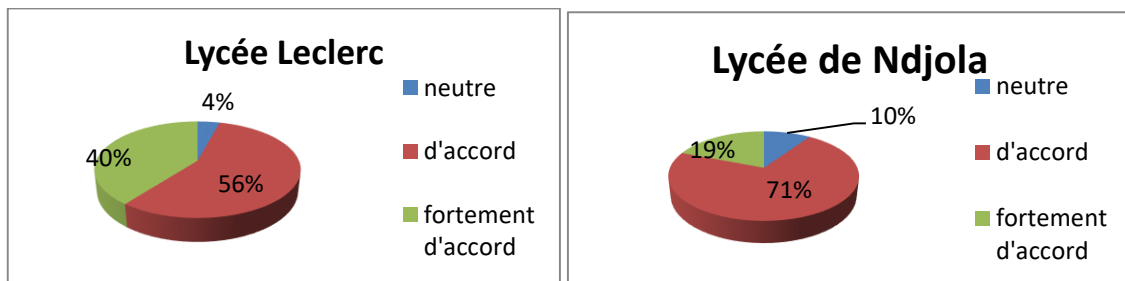 Lycée Leclerc
4%
40%
56%
neutre
d'accord
fortement
d'accord
Lycée de Ndjola
10%
19%
71%
neutre
d'accord
fortement
d'accord